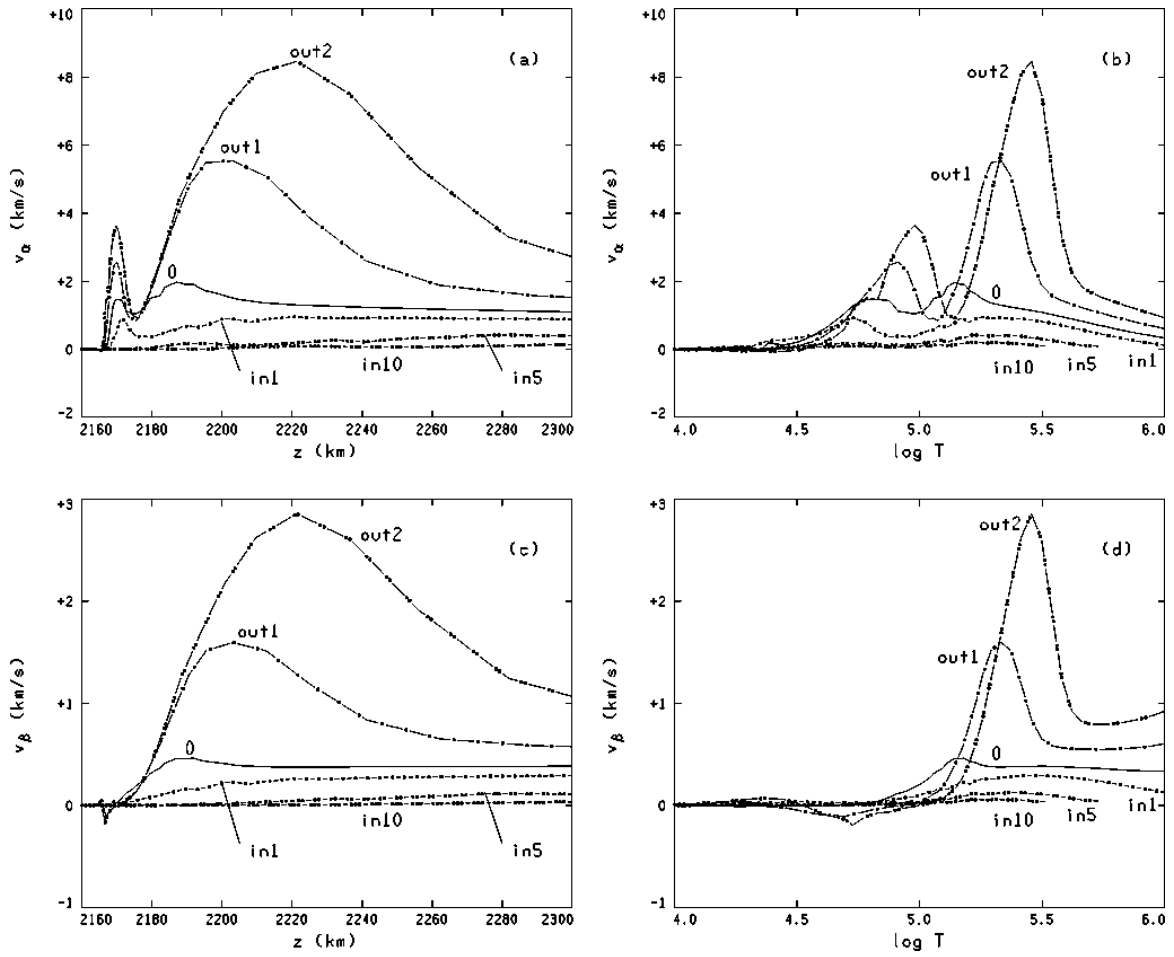 +10
+8
+6
+4
+2
0
-2
v_α (km/s)
2160 2180 2200 2220 2240 2260 2280 2300
z (km)
out2
out1
0
in1
in10
in5
(a)
+10
+8
+6
+4
+2
0
-2
v_α (km/s)
4.0 4.5 5.0 5.5 6.0
log T
out2
out1
0
in10
in5
in1
(b)
+3
+2
+1
0
-1
v_β (km/s)
2160 2180 2200 2220 2240 2260 2280 2300
z (km)
out2
out1
0
in1
in10
in5
(c)
+3
+2
+1
0
-1
v_β (km/s)
4.0 4.5 5.0 5.5 6.0
log T
out2
out1
0
in10
in5
in1
(d)